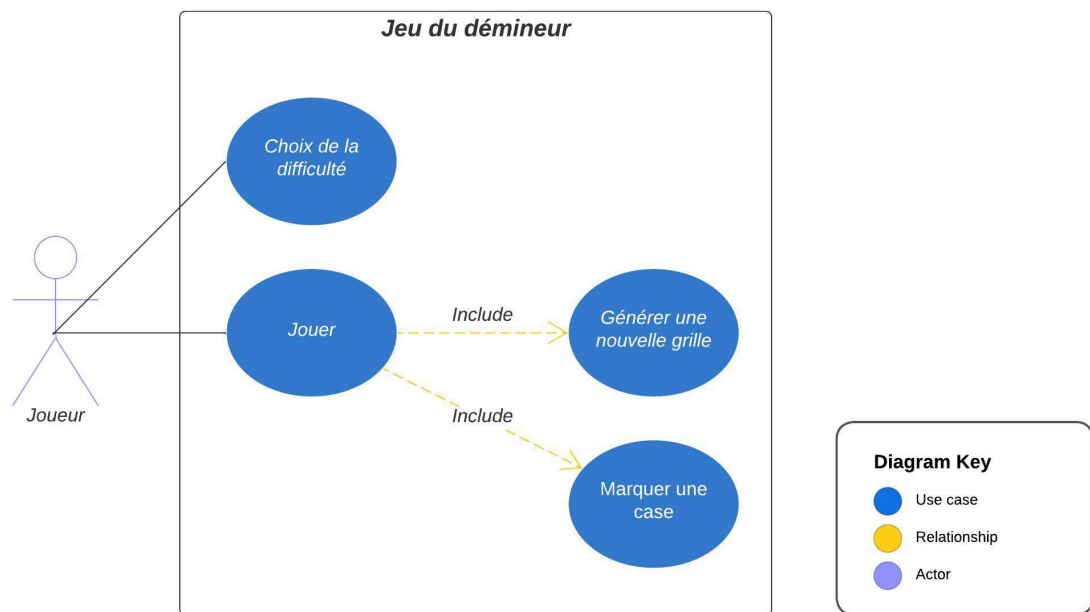 Jeu du démineur
Choix de la
difficulté
Jouer
Include
Générer une
nouvelle grille
Joueur
Include
Marquer une
case
Diagram Key
Use case
Relationship
Actor